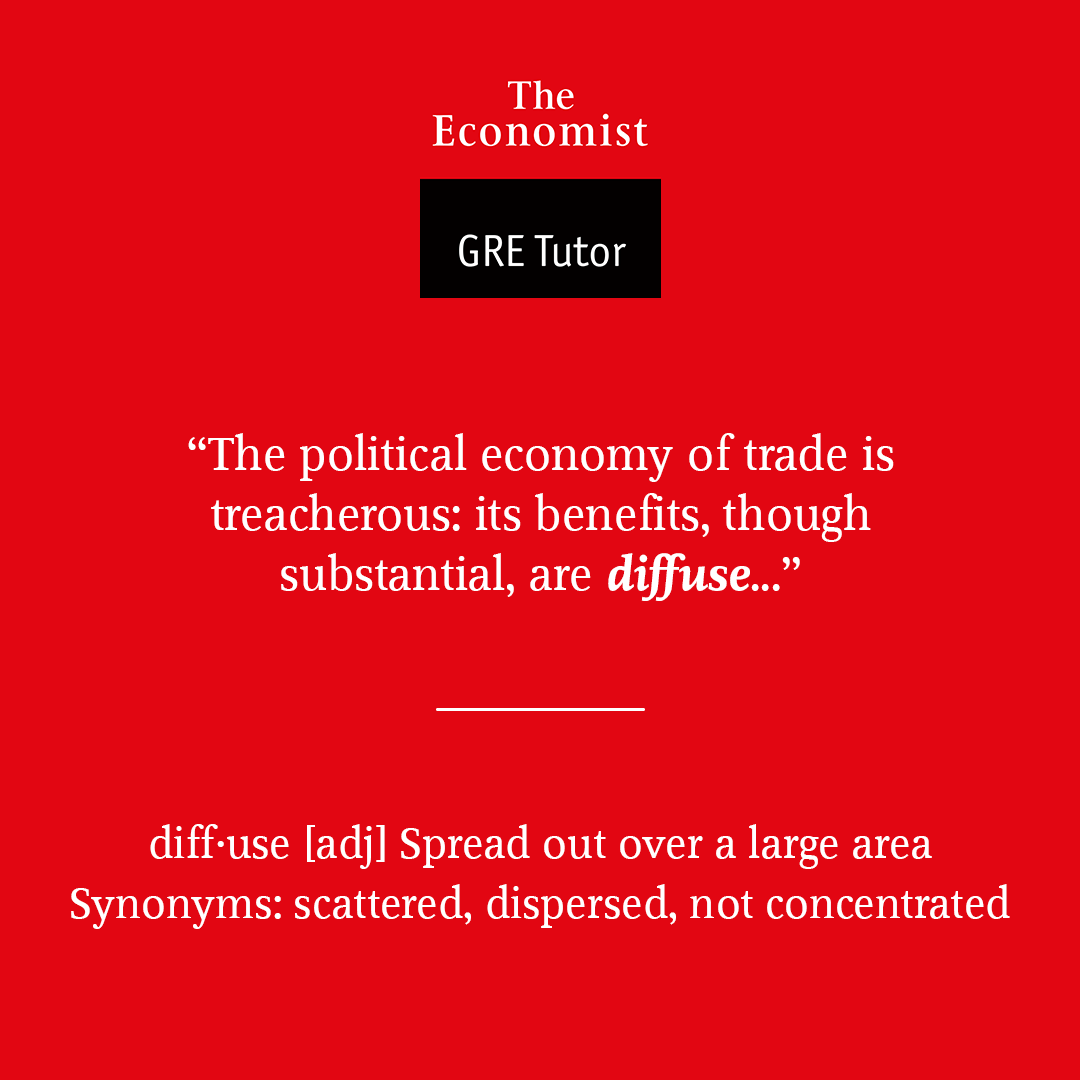 The
Economist
GRE Tutor
“The political economy of trade is
treacherous: its benefits, though
substantial, are diffuse...”
diff·use [adj] Spread out over a large area
Synonyms: scattered, dispersed, not concentrated